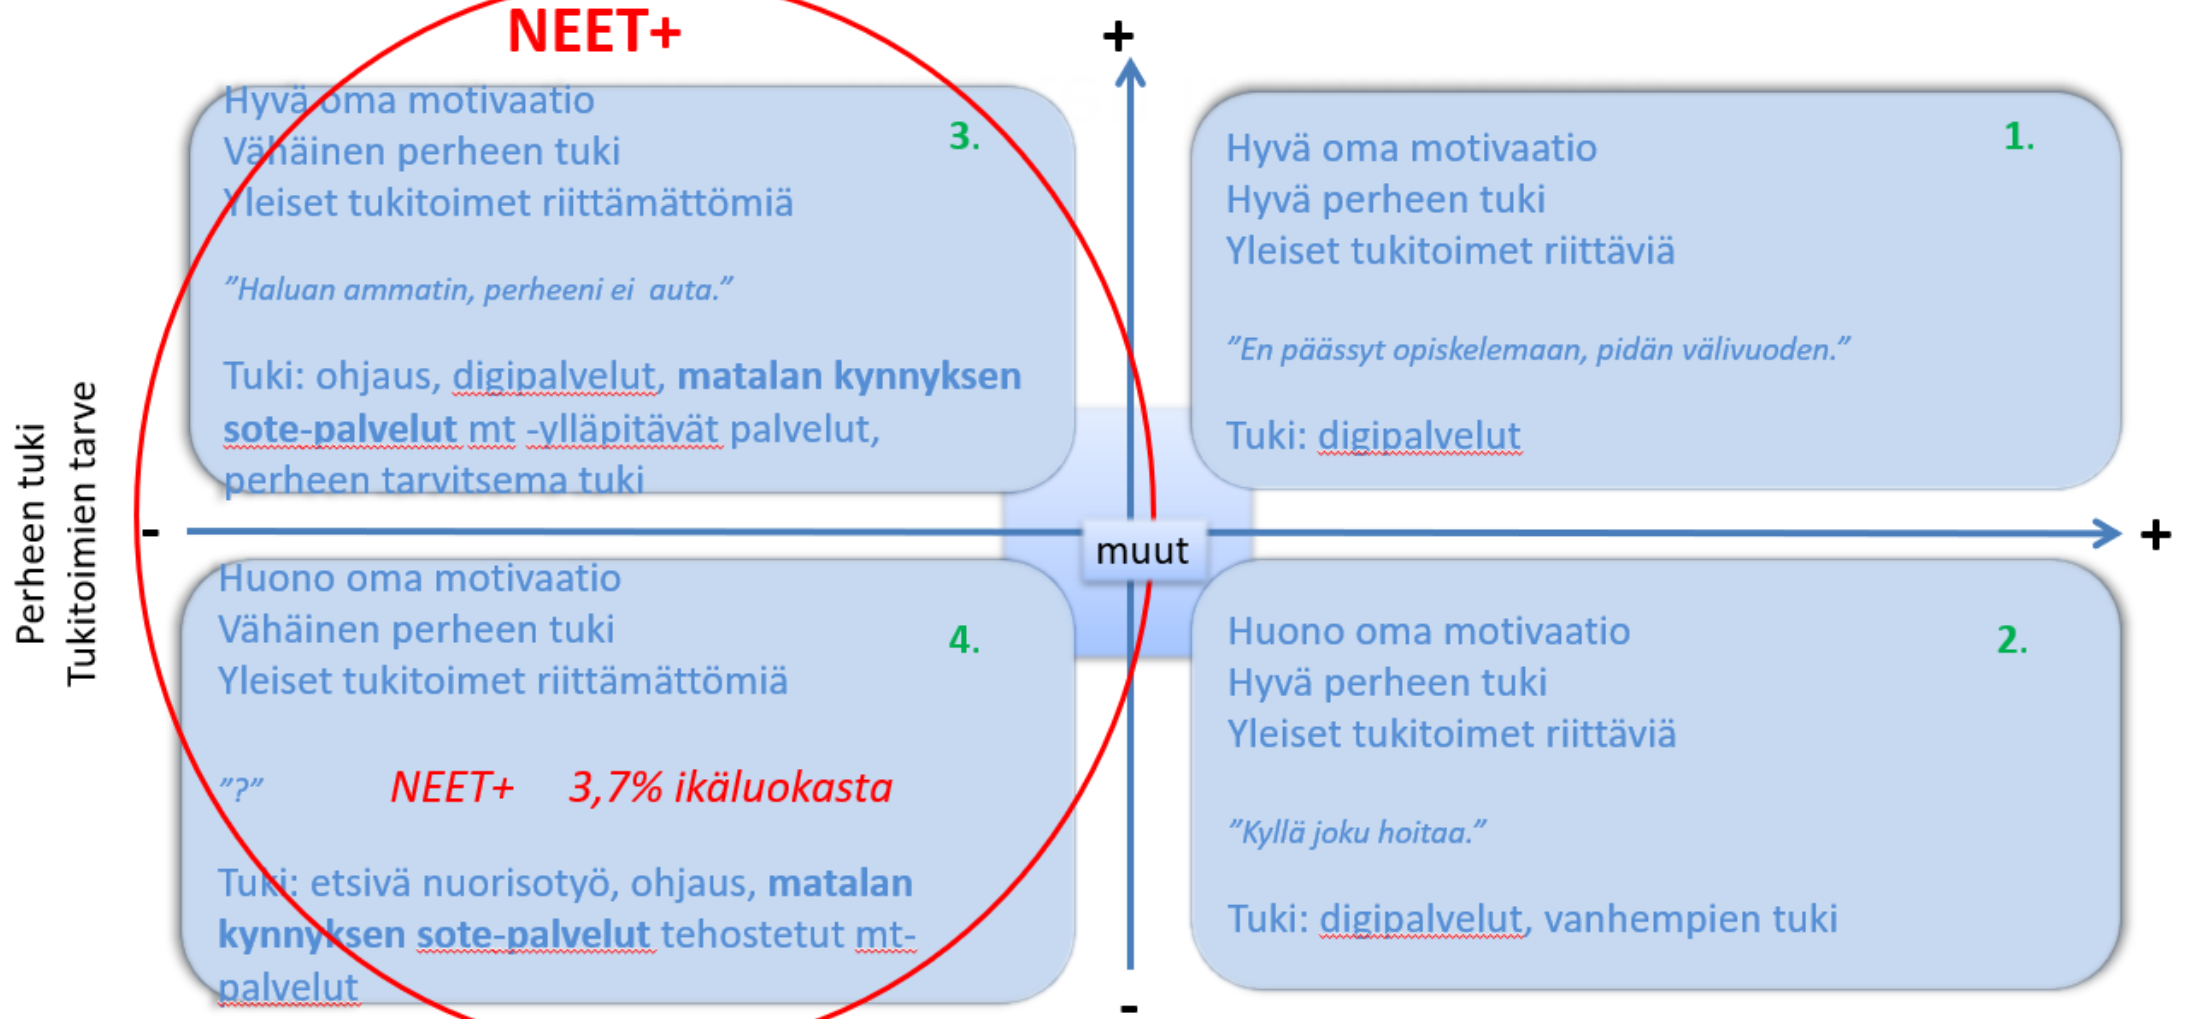 NEET+
+
Hyvä oma motivaatio
Vähäinen perheen tuki
Yleiset tukitoimet riittämättömiä
3.
"Haluan ammatin, perheeni ei  auta."
Tuki: ohjaus, digipalvelut, matalan kynnyksen
sote-palvelut mt -ylläpitävät palvelut,
perheen tarvitsema tuki
1.
Hyvä oma motivaatio
Hyvä perheen tuki
Yleiset tukitoimet riittäviä
"En päässyt opiskelemaan, pidän välivuoden."
Tuki: digipalvelut
Perheen tuki
Tukitoimien tarve
-
muut
+
Huono oma motivaatio
Vähäinen perheen tuki
Yleiset tukitoimet riittämättömiä
4.
"?" NEET+ 3,7% ikäluokasta
Tuki: etsivä nuorisotyö, ohjaus, matalan
kynnyksen sote-palvelut tehostetut mt-
palvelut
2.
Huono oma motivaatio
Hyvä perheen tuki
Yleiset tukitoimet riittäviä
"Kyllä joku hoitaa."
Tuki: digipalvelut, vanhempien tuki
-